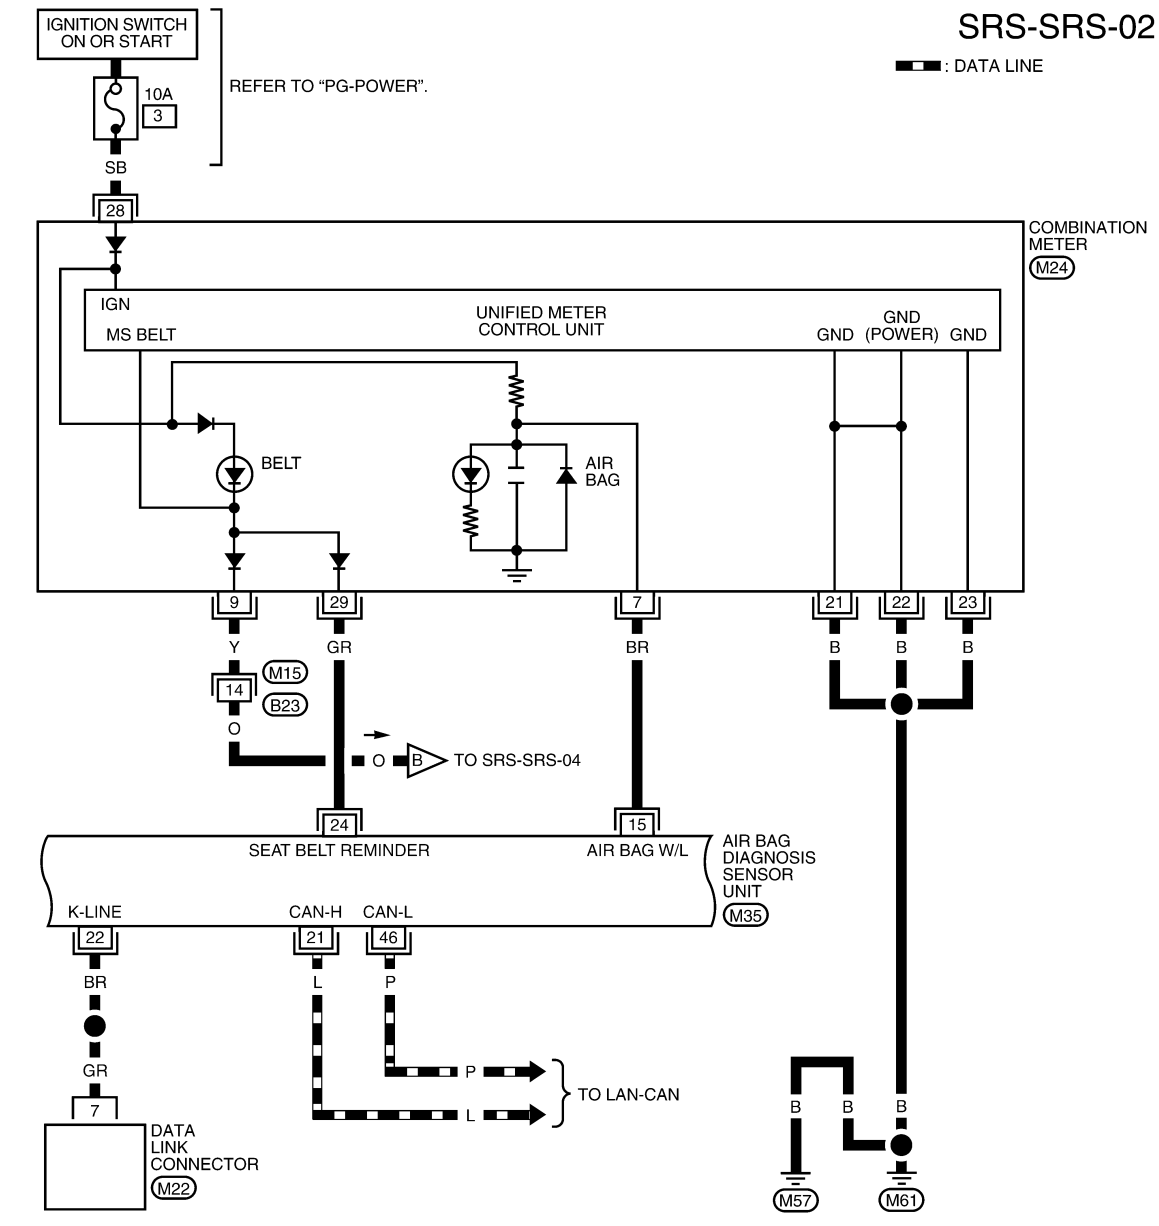 IGNITION SWITCH
ON OR START
SRS-SRS-02
: DATA LINE
REFER TO “PG-POWER”.
10A
3
SB
28
COMBINATION
METER
M24
IGN
MS BELT
UNIFIED METER
CONTROL UNIT
GND
GND
(POWER)
GND
BELT
AIR
BAG
9
29
7
21
22
23
Y
GR
BR
B
B
B
M15
14
B23
O
O
B
TO SRS-SRS-04
24
15
SEAT BELT REMINDER
AIR BAG W/L
AIR BAG
DIAGNOSIS
SENSOR
UNIT
M35
K-LINE
CAN-H
CAN-L
22
21
46
BR
L
P
GR
P
L
TO LAN-CAN
7
DATA
LINK
CONNECTOR
M22
B
B
B
M57
M61